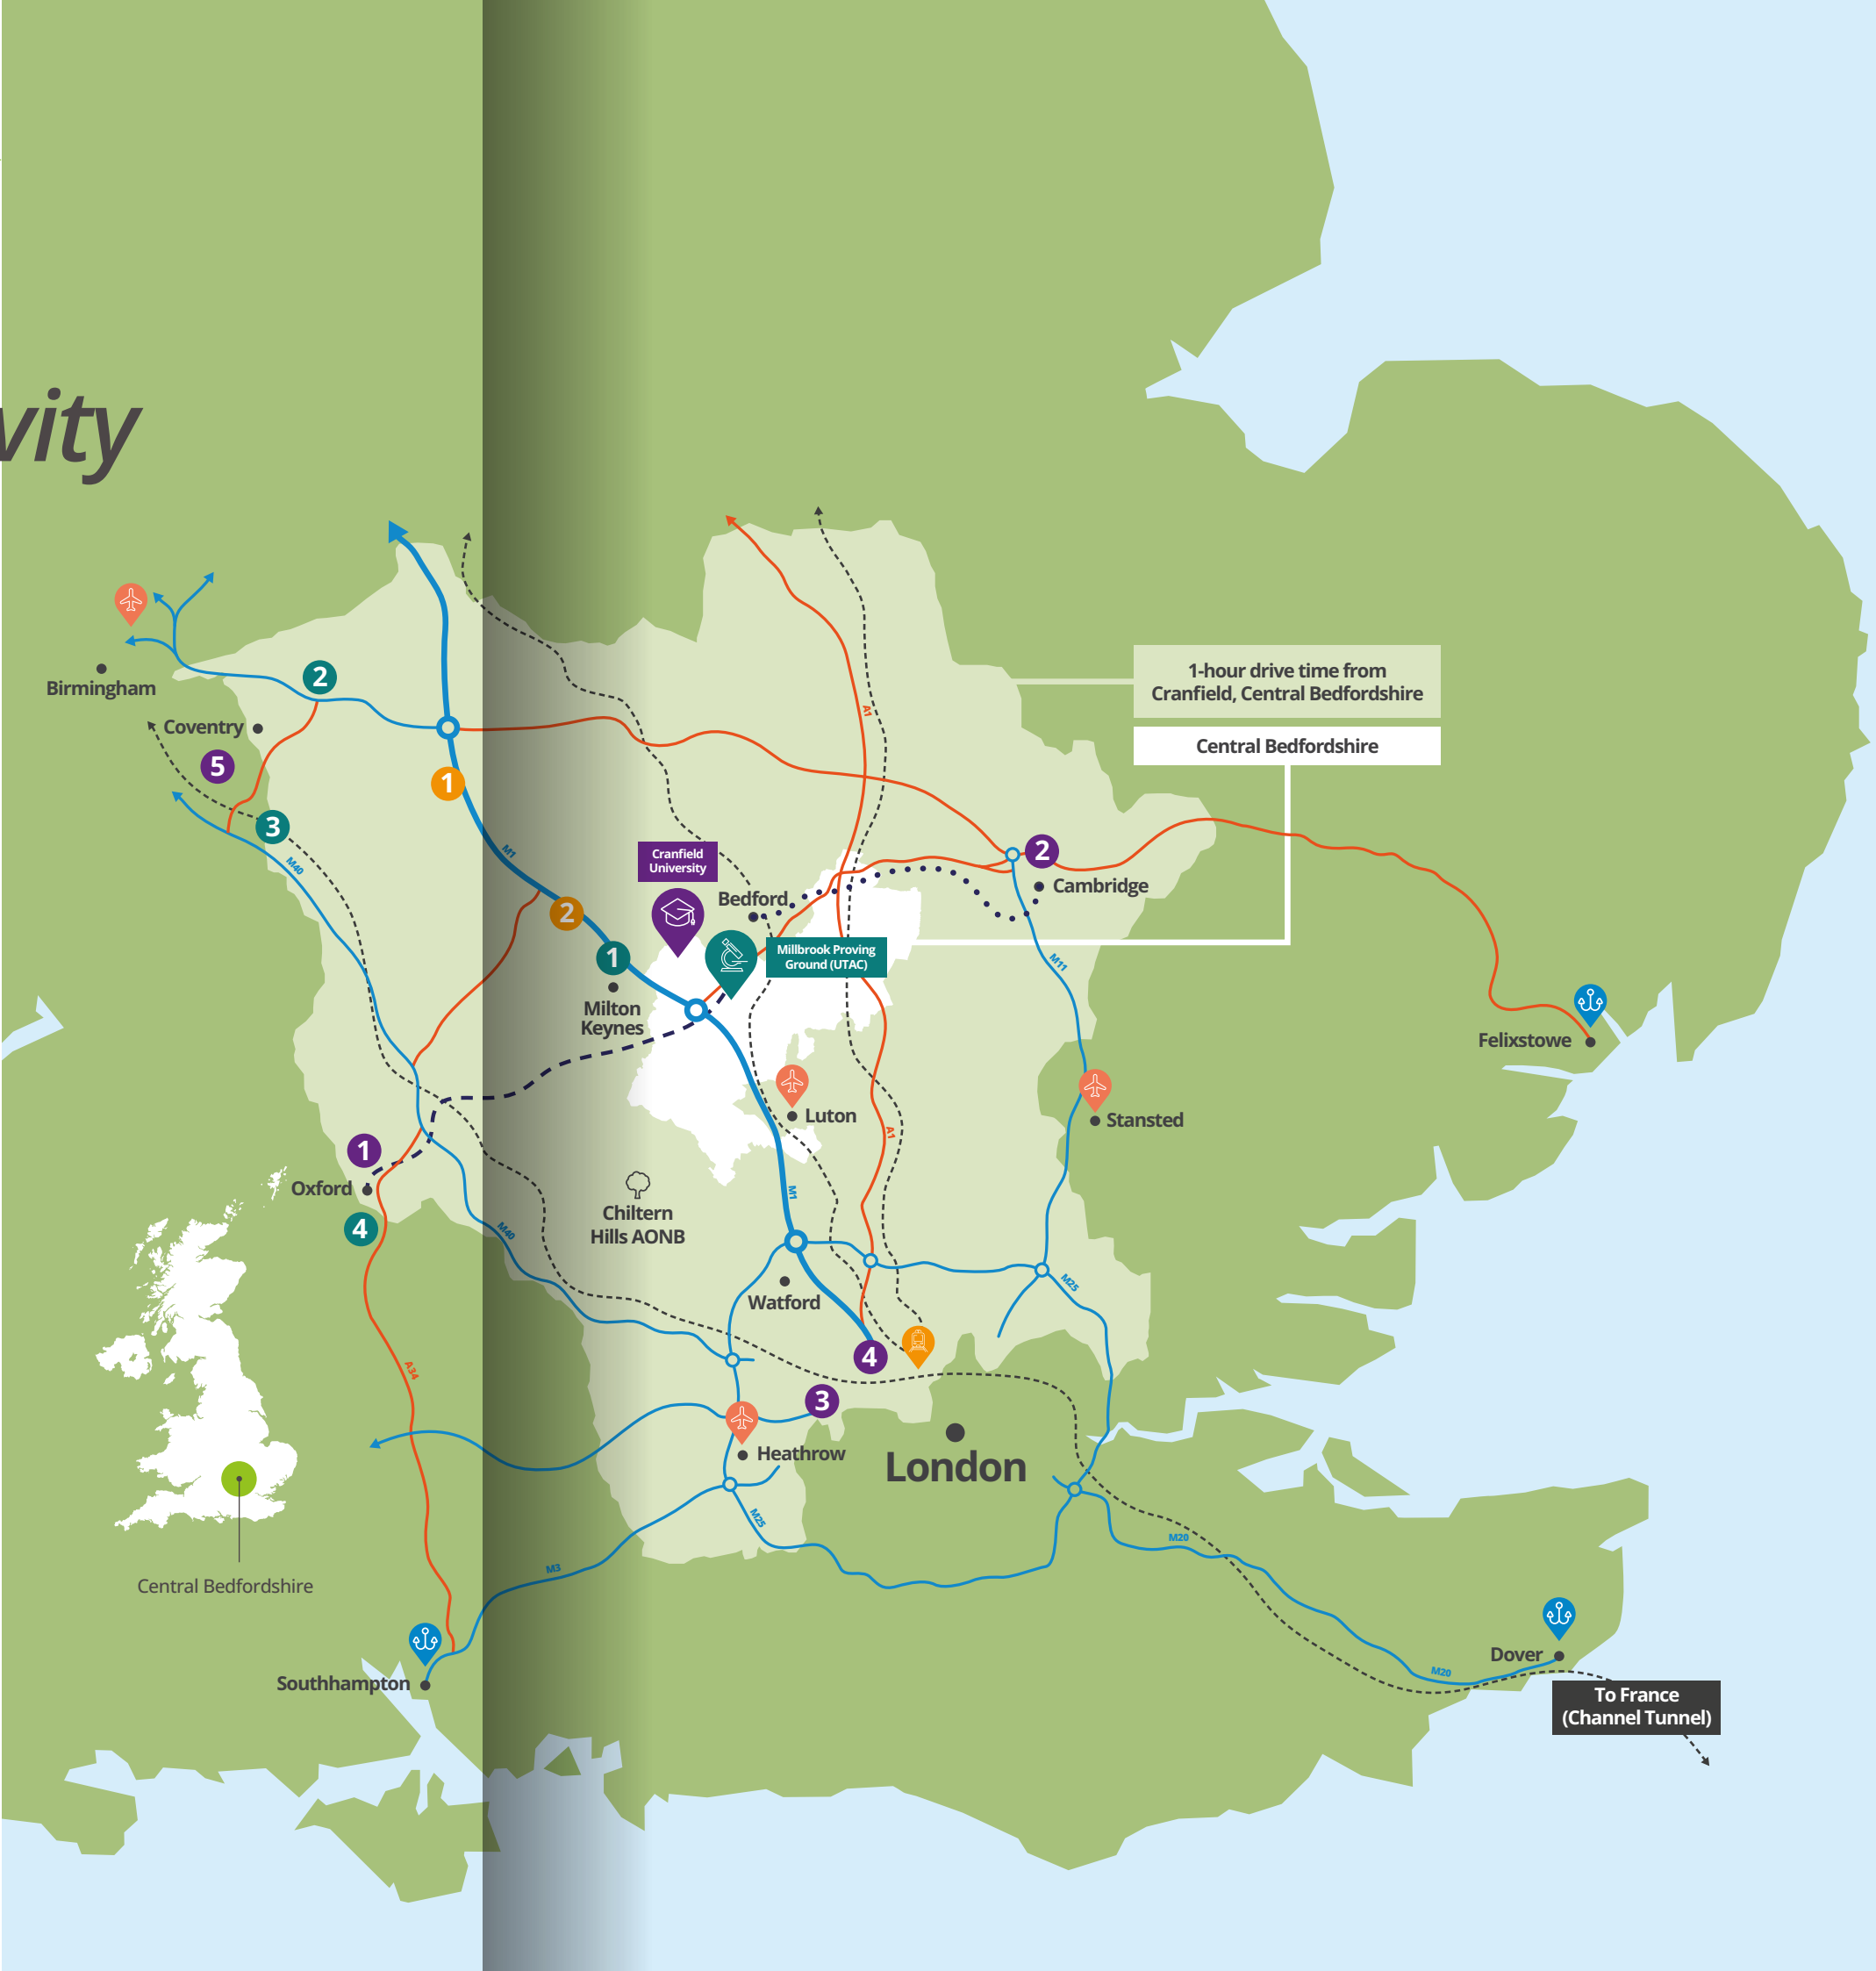 vity
Birmingham
2
Coventry
5
1
3
M40
M1
A1
1-hour drive time from
Cranfield, Central Bedfordshire
Central Bedfordshire
Cranfield
University
2
Bedford
2
Cambridge
1
Millbrook Proving
Ground (UTAC)
M11
Milton
Keynes
Felixstowe
Luton
A1
Stansted
1
Oxford
4
M40
Chiltern
Hills AONB
M1
M25
Watford
4
A34
3
Heathrow
London
M25
M20
M3
Central Bedfordshire
Southhampton
Dover
M20
To France
(Channel Tunnel)